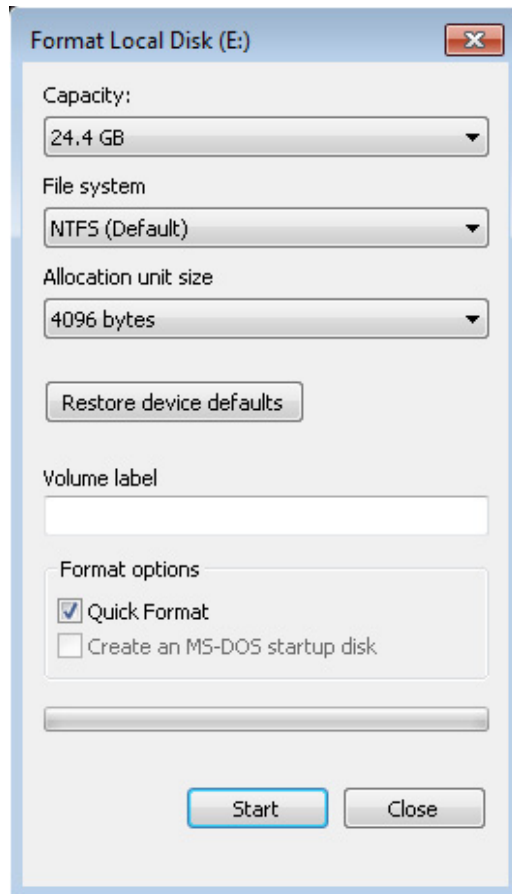 Format Local Disk (E:)
Capacity:
24.4 GB
File system
NTFS (Default)
Allocation unit size
4096 bytes
Restore device defaults
Volume label
Format options
Quick Format
Create an MS-DOS startup disk
Start Close